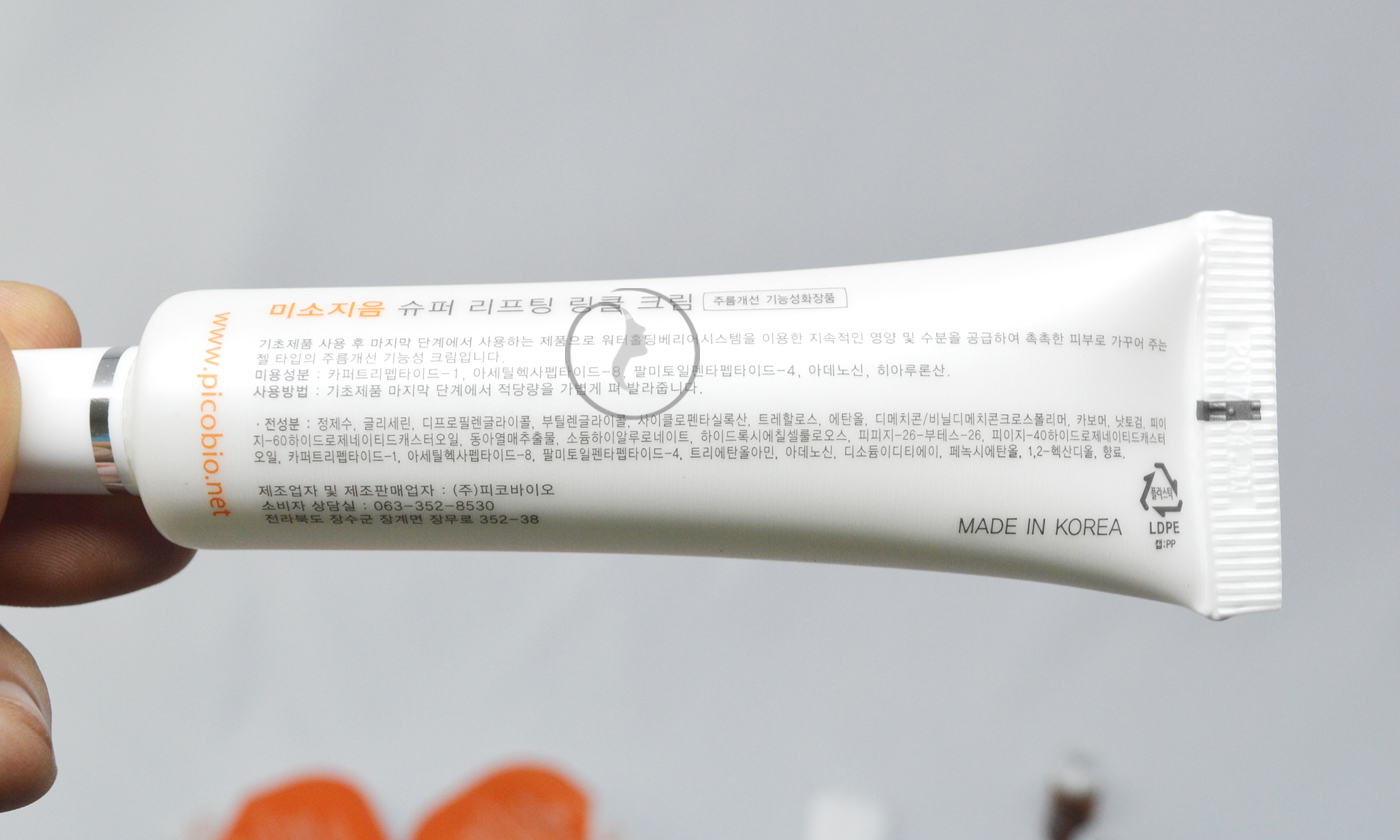 미소지음 슈퍼 리프팅 링클 크림 주름개선 기능성화장품
기초제품 사용 후 마지막 단계에서 사용하는 제품으로 워터홀딩베리어시스템을 이용한 지속적인 영양 및 수분을 공급하여 촉촉한 피부로 가꾸어 주는
젤 타입의 주름개선 기능성 크림입니다.
미용성분 : 카퍼트리펩타이드-1, 아세틸헥사펩타이드-8, 팔미토일펜타펩타이드-4, 아데노신, 히아루론산.
사용방법 : 기초제품 마지막 단계에서 적당량을 가볍게 펴 발라줍니다.
· 전성분 : 정제수, 글리세린, 디프로필렌글라이콜, 부틸렌글라이콜, 사이클로펜타실록산, 트레할로스, 에탄올, 디메치콘/비닐디메치콘크로스폴리머, 카보머, 낫토검, 피이
지-60하이드로제네이티드캐스터오일, 동아열매추출물, 소듐하이알루로네이트, 하이드록시에칠셀룰로오스, 피피지-26-부테스-26, 피이지-40하이드로제네이티드캐스터
오일, 카퍼트리펩타이드-1, 아세틸헥사펩타이드-8, 팔미토일펜타펩타이드-4, 트리에탄올아민, 아데노신, 디소듐이디티에이, 페녹시에탄올, 1,2-헥산디올, 향료.
제조업자 및 제조판매업자 : (주)피코바이오
소비자 상담실 : 063-352-8530
전라북도 장수군 장계면 장무로 352-38
www.picobio.net
MADE IN KOREA
플라스틱
LDPE
캡:PP